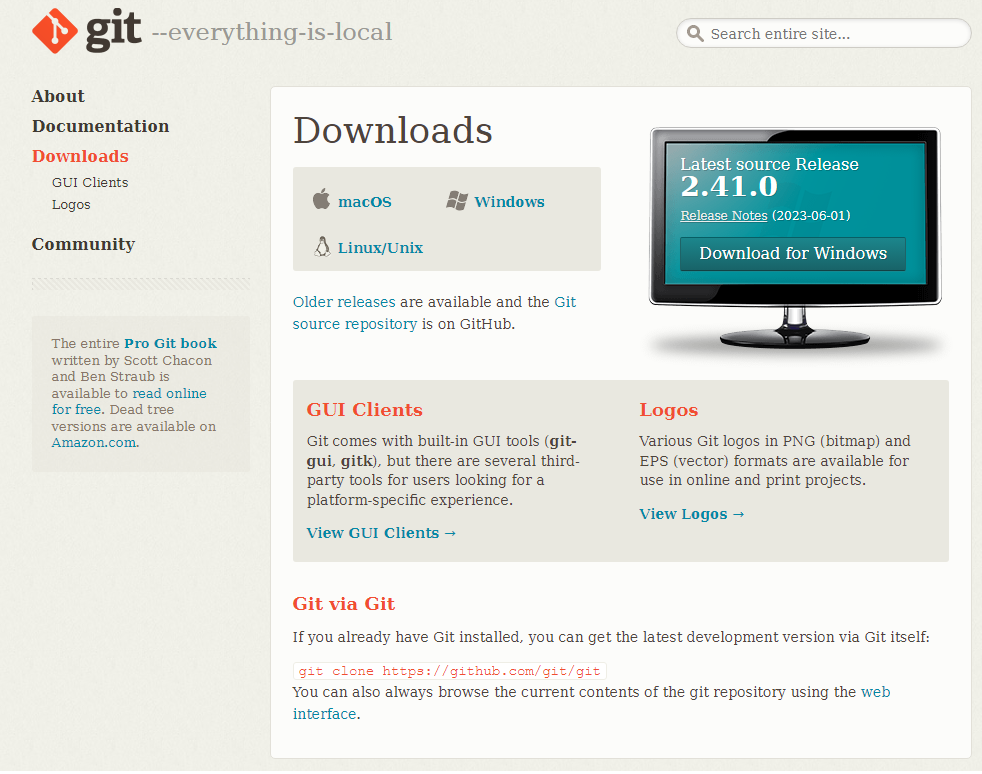 git --everything-is-local
Search entire site...
About
Documentation
Downloads
GUI Clients
Logos
Community
The entire Pro Git book
written by Scott Chacon
and Ben Straub is
available to read online
for free. Dead tree
versions are available on
Amazon.com.
Downloads
macOS
Windows
Linux/Unix
Older releases are available and the Git
source repository is on GitHub.
Latest source Release
2.41.0
Release Notes (2023-06-01)
Download for Windows
GUI Clients
Git comes with built-in GUI tools (git-
gui, gitk), but there are several third-
party tools for users looking for a
platform-specific experience.
View GUI Clients →
Logos
Various Git logos in PNG (bitmap) and
EPS (vector) formats are available for
use in online and print projects.
View Logos →
Git via Git
If you already have Git installed, you can get the latest development version via Git itself:
git clone https://github.com/git/git
You can also always browse the current contents of the git repository using the web
interface.